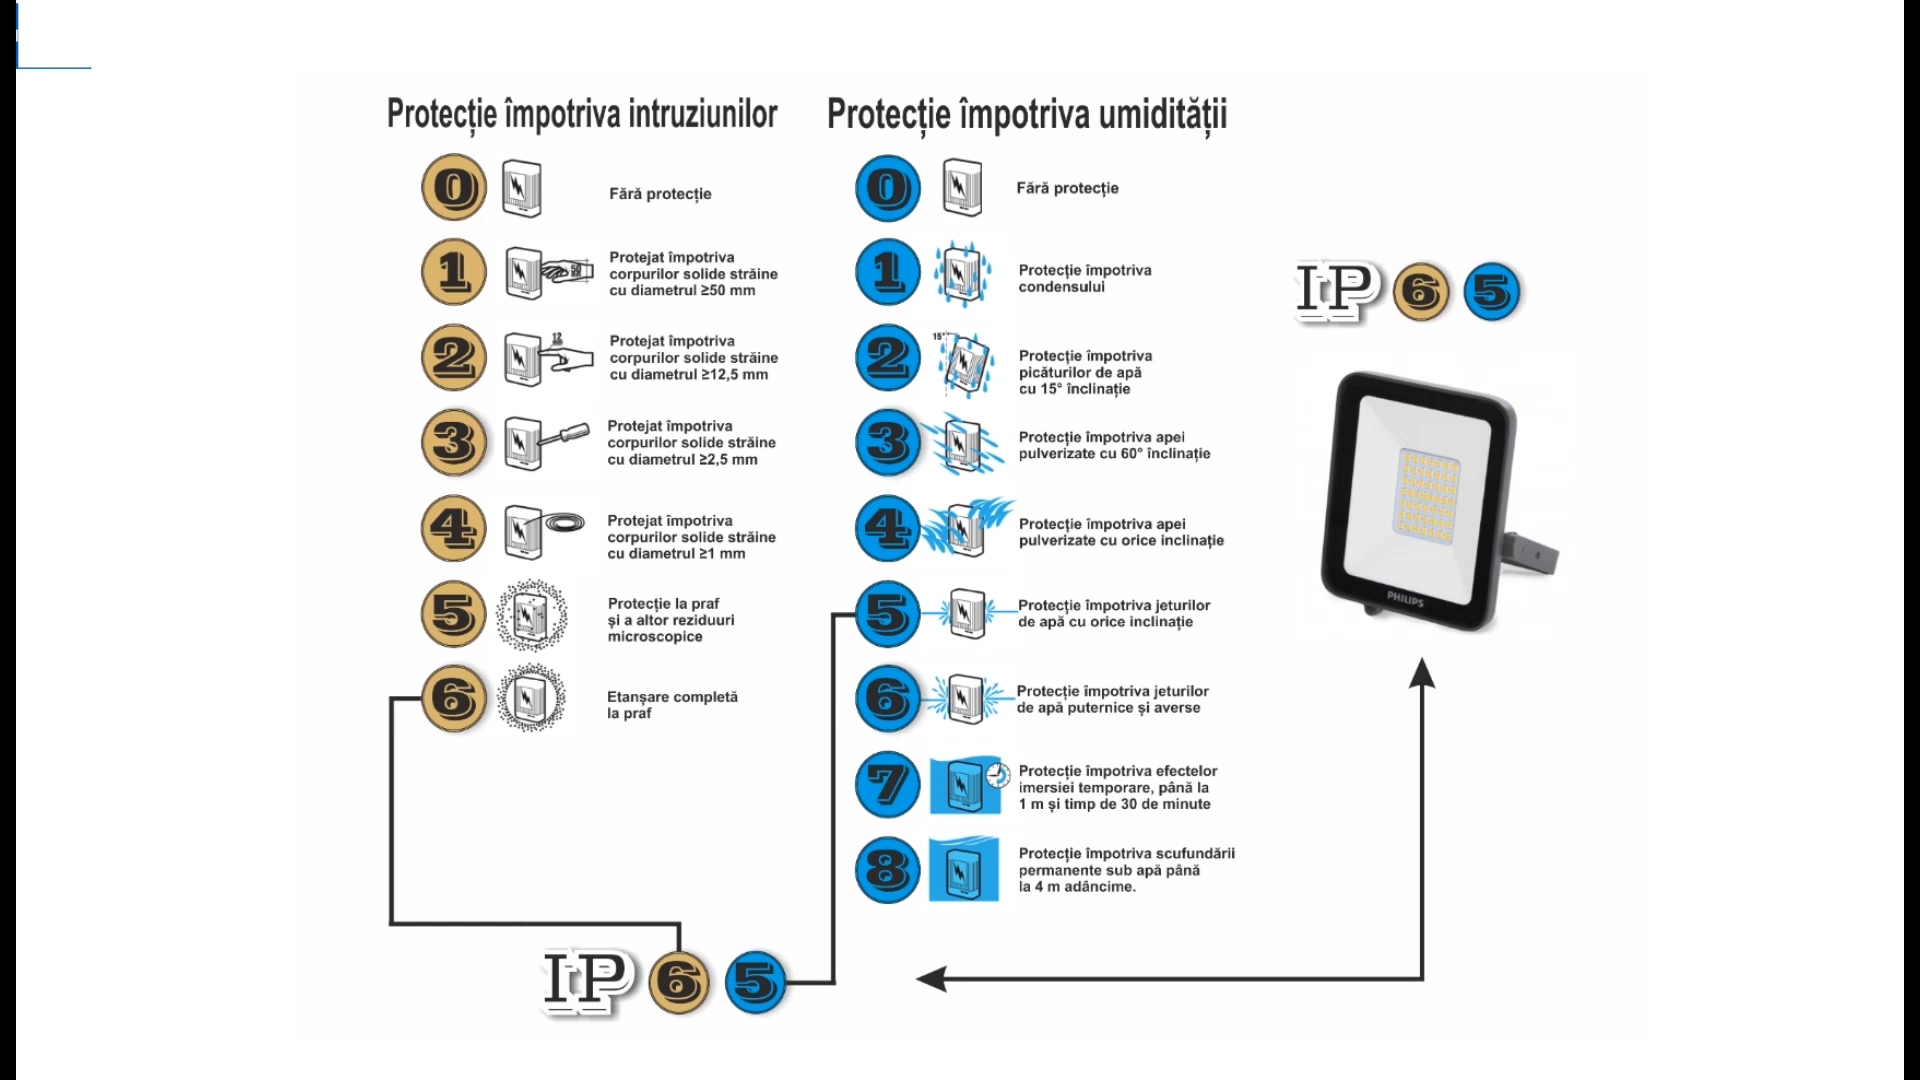 Protecție împotriva intruziunilor
0
Fără protecție
1
50
Protejat împotriva
corpurilor solide străine
cu diametrul ≥50 mm
2
12
Protejat împotriva
corpurilor solide străine
cu diametrul ≥12,5 mm
3
Protejat împotriva
corpurilor solide străine
cu diametrul ≥2,5 mm
4
Protejat împotriva
corpurilor solide străine
cu diametrul ≥1 mm
5
Protecție la praf
și a altor reziduuri
microscopice
6
Etanșare completă
la praf
Protecție împotriva umidității
0
Fără protecție
1
Protecție împotriva
condensului
2
15°
Protecție împotriva
picăturilor de apă
cu 15° înclinație
3
Protecție împotriva apei
pulverizate cu 60° înclinație
4
Protecție împotriva apei
pulverizate cu orice inclinație
5
Protecție împotriva jeturilor
de apă cu orice inclinație
6
Protecție împotriva jeturilor
de apă puternice și averse
7
Protecție împotriva efectelor
imersiei temporare, până la
1 m și timp de 30 de minute
8
Protecție împotriva scufundării
permanente sub apă până
la 4 m adâncime.
IP 6 5
PHILIPS
IP 6 5